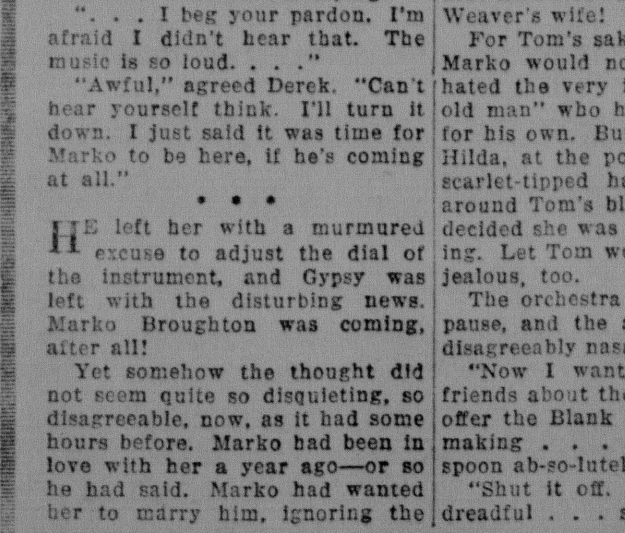 ". . . I beg your pardon. I'm
afraid I didn't hear that. The
music is so loud. . . ."
"Awful," agreed Derek. "Can't
hear yourself think. I'll turn it
down. I just said it was time for
Marko to be here, if he's coming
at all."
* * *
HE left her with a murmured
excuse to adjust the dial of
the instrument, and Gypsy was
left with the disturbing news.
Marko Broughton was coming,
after all!
Yet somehow the thought did
not seem quite so disquieting, so
disagreeable, now, as it had some
hours before. Marko had been in
love with her a year ago—or so
he had said. Marko had wanted
her to marry him, ignoring the
Weaver's wife!
For Tom's
Marko would
hated the very
old man" who
for his own.
Hilda, at the
scarlet-tipped
around Tom's
decided she was
ing. Let Tom
jealous, too.
The orchestra
pause, and the
disagreeably
"Now I want
friends about
offer the Blank
making . . .
spoon
"Shut it off.
dreadful . . .